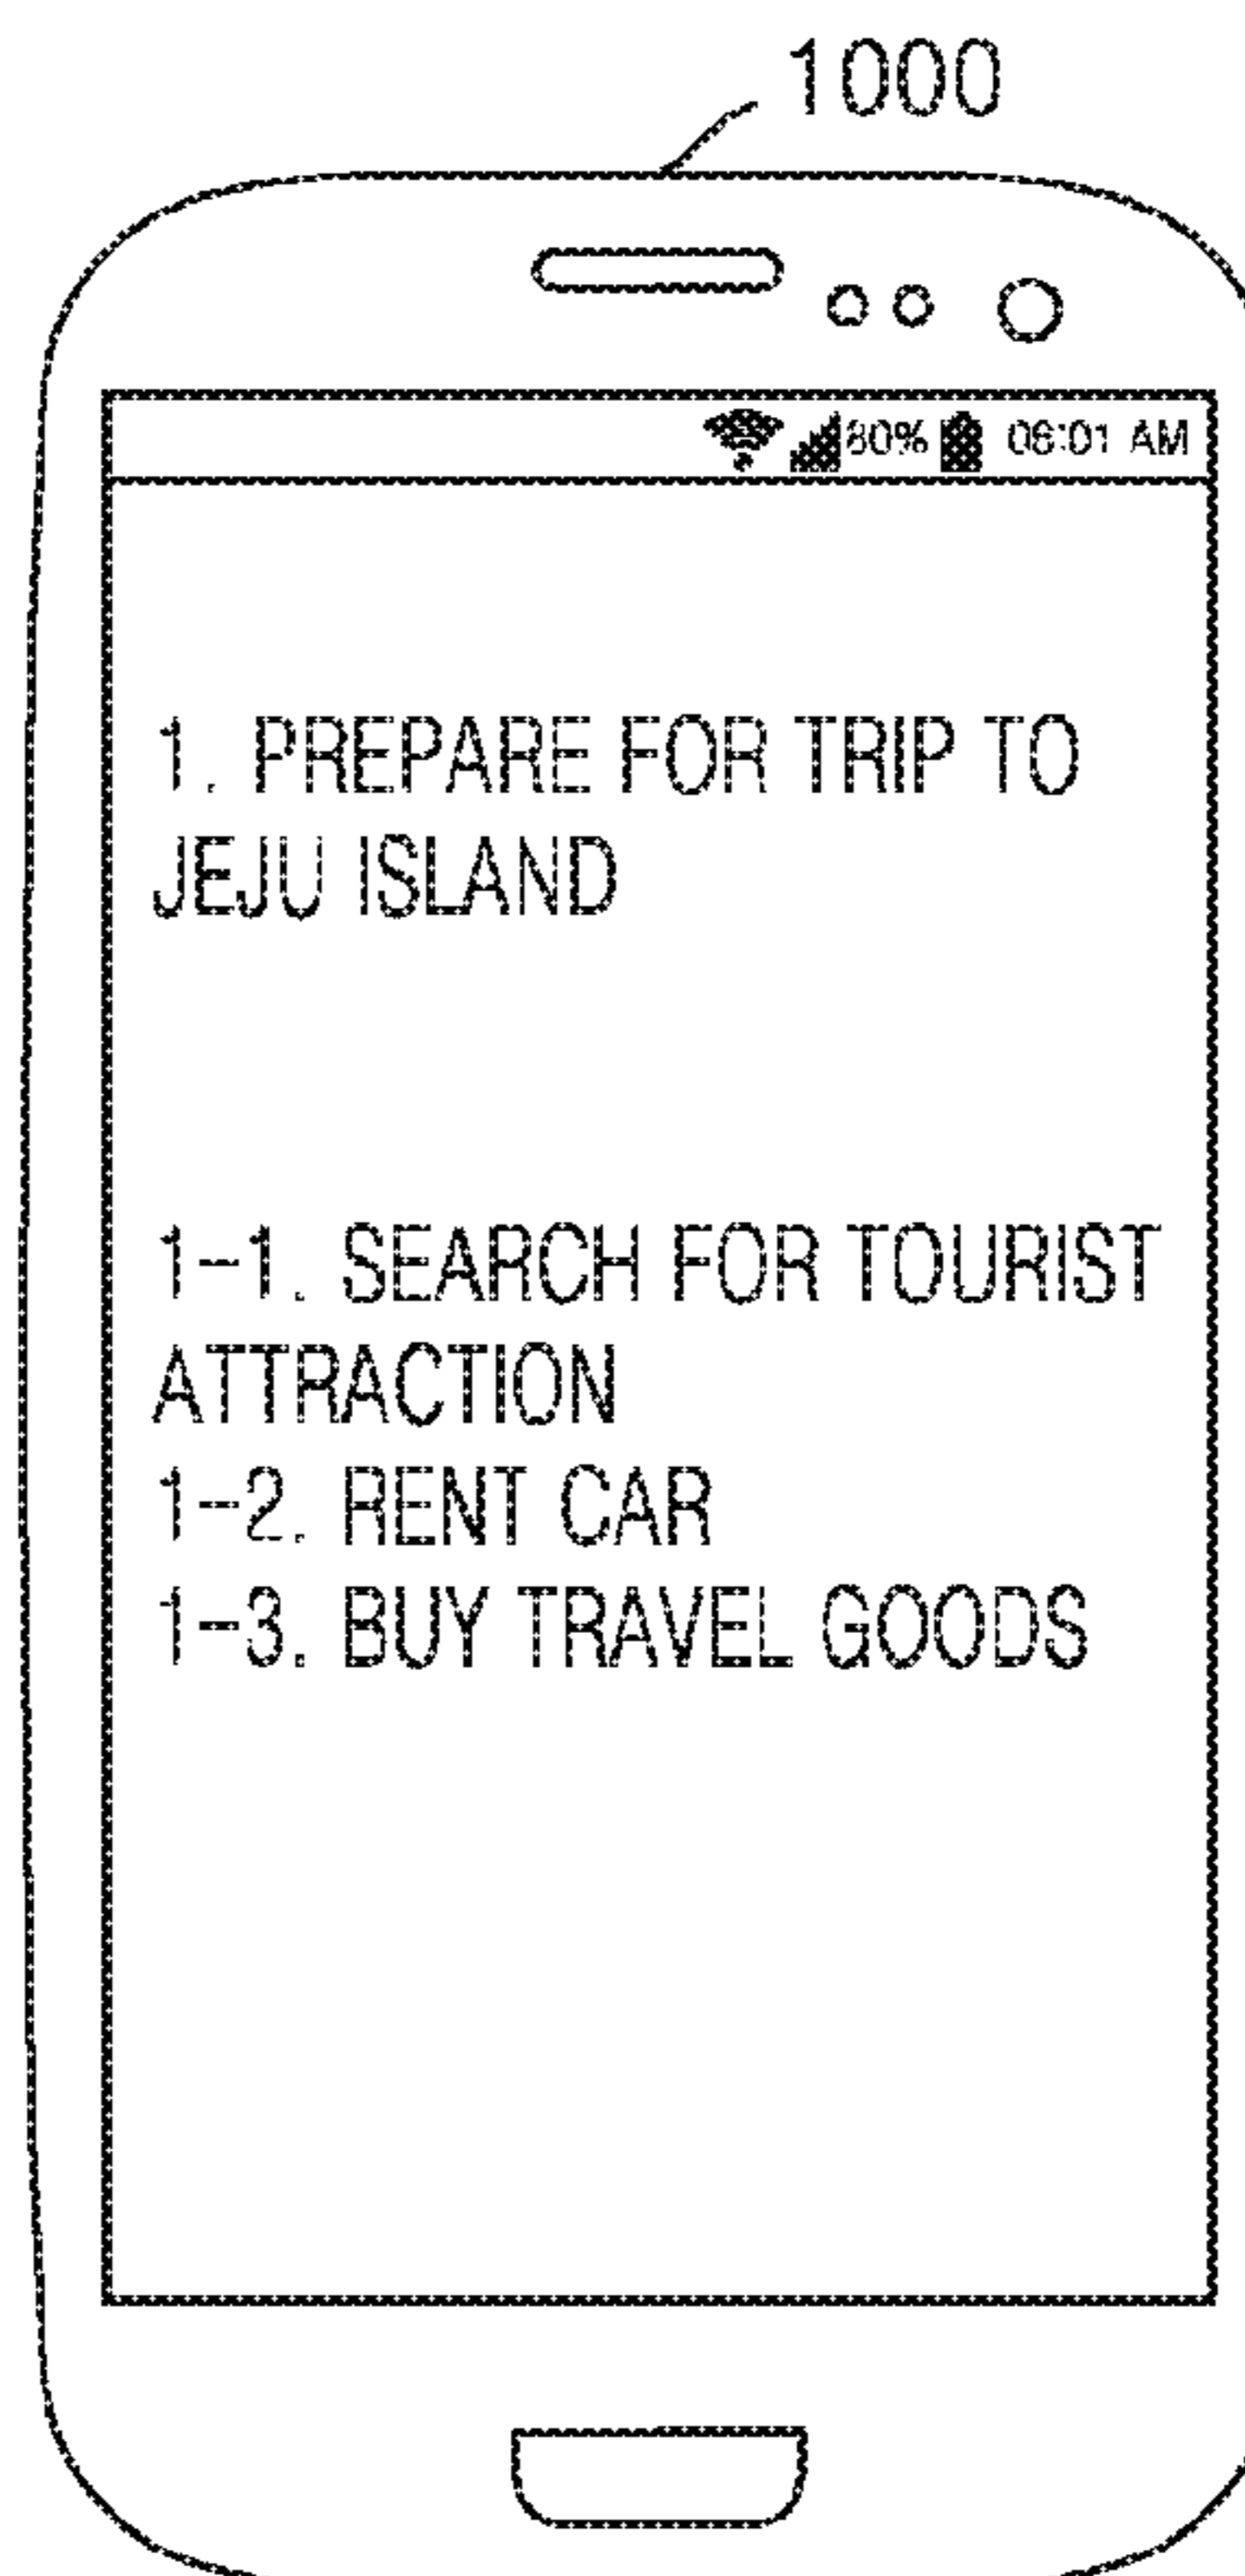 1000
80% 06:01 AM
1. PREPARE FOR TRIP TO
JEJU ISLAND
1-1. SEARCH FOR TOURIST
ATTRACTION
1-2. RENT CAR
1-3. BUY TRAVEL GOODS